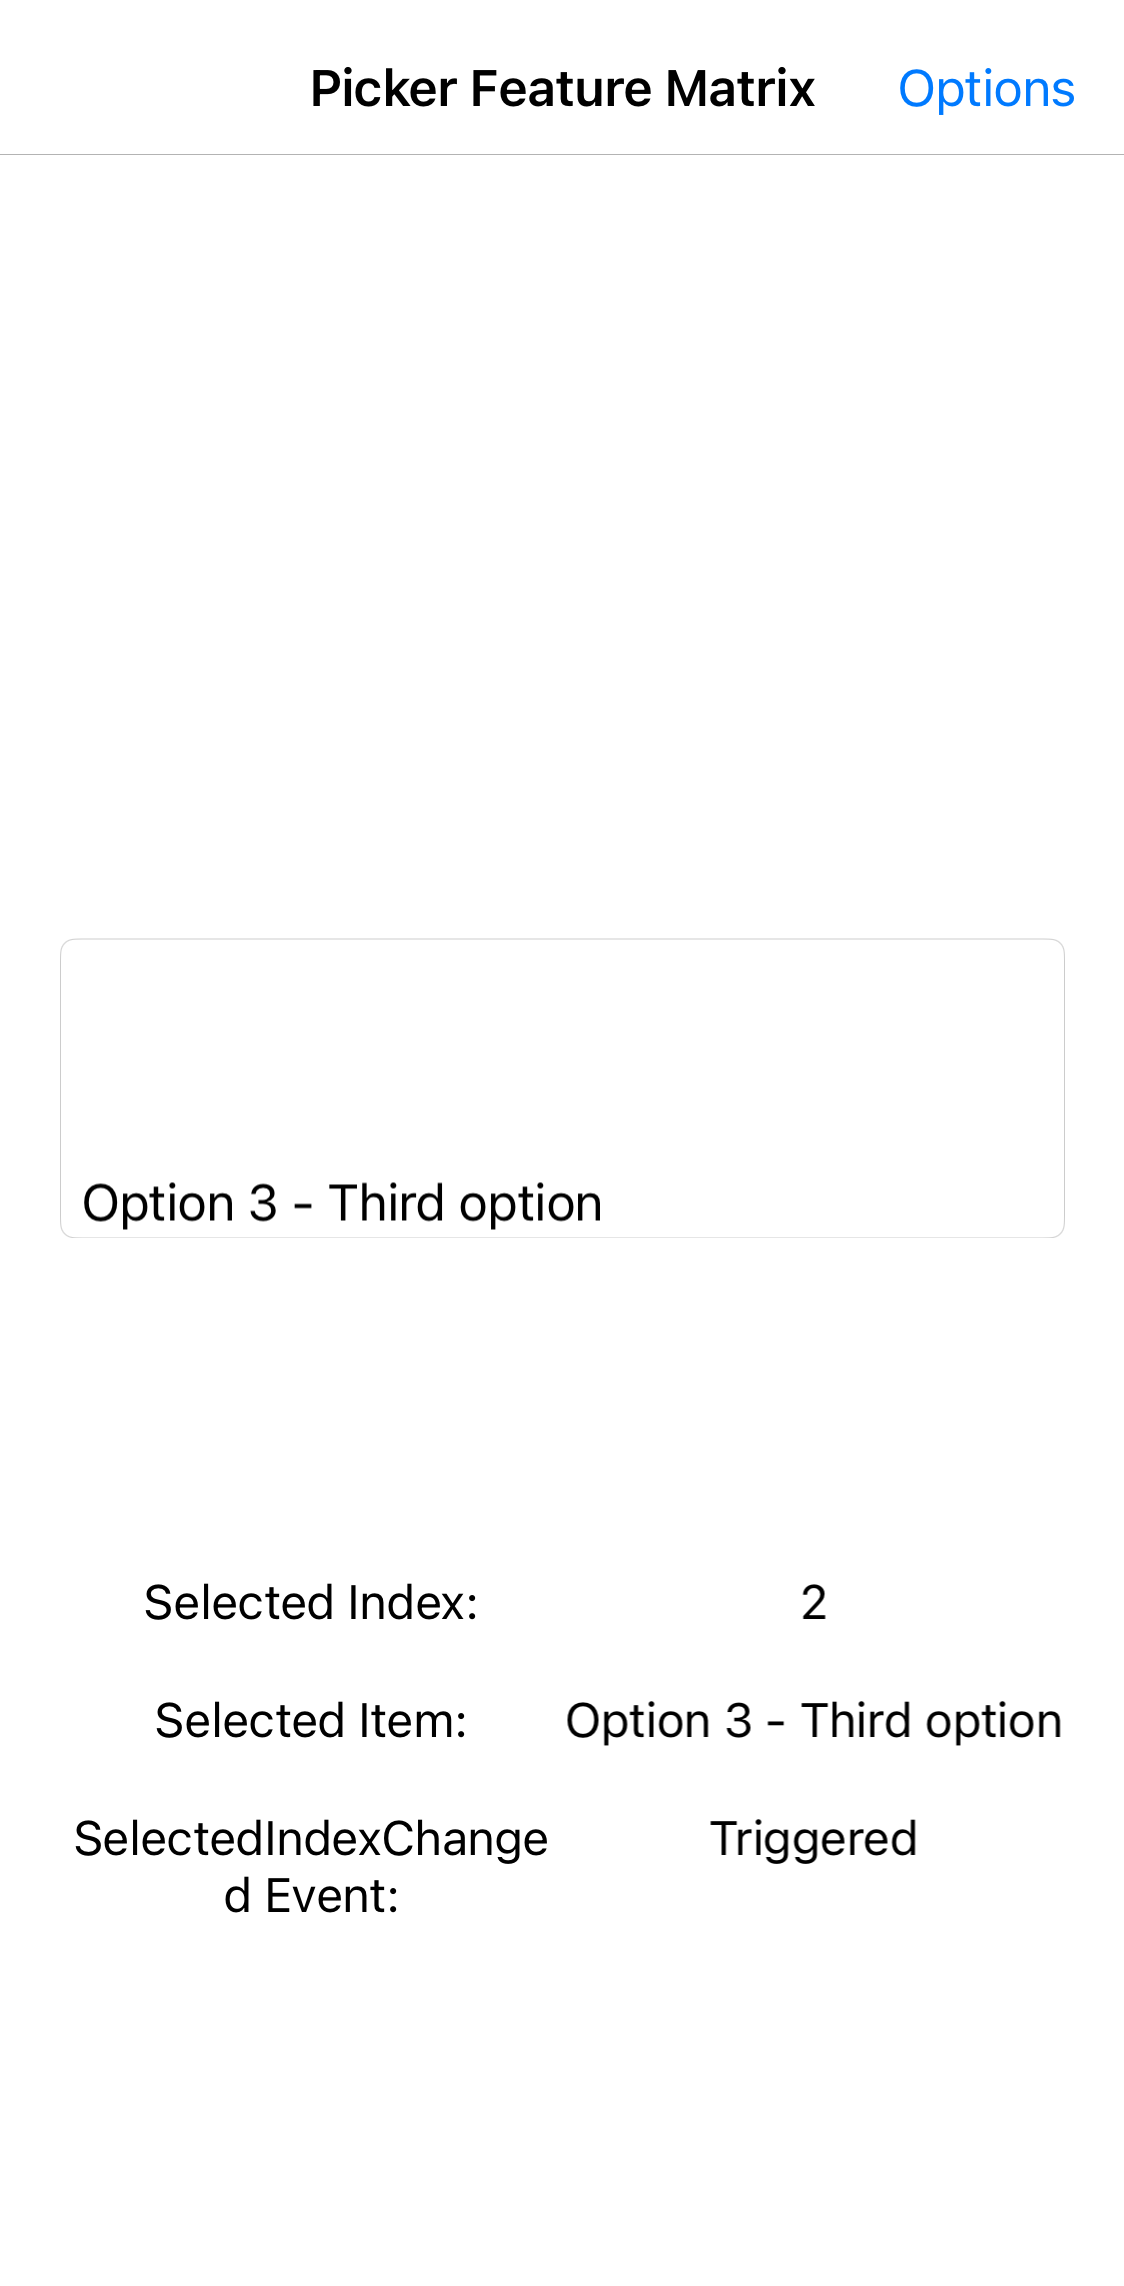 Picker Feature Matrix Options
Option 3 - Third option
Selected Index: 2
Selected Item: Option 3 - Third option
SelectedIndexChange Triggered
d Event: